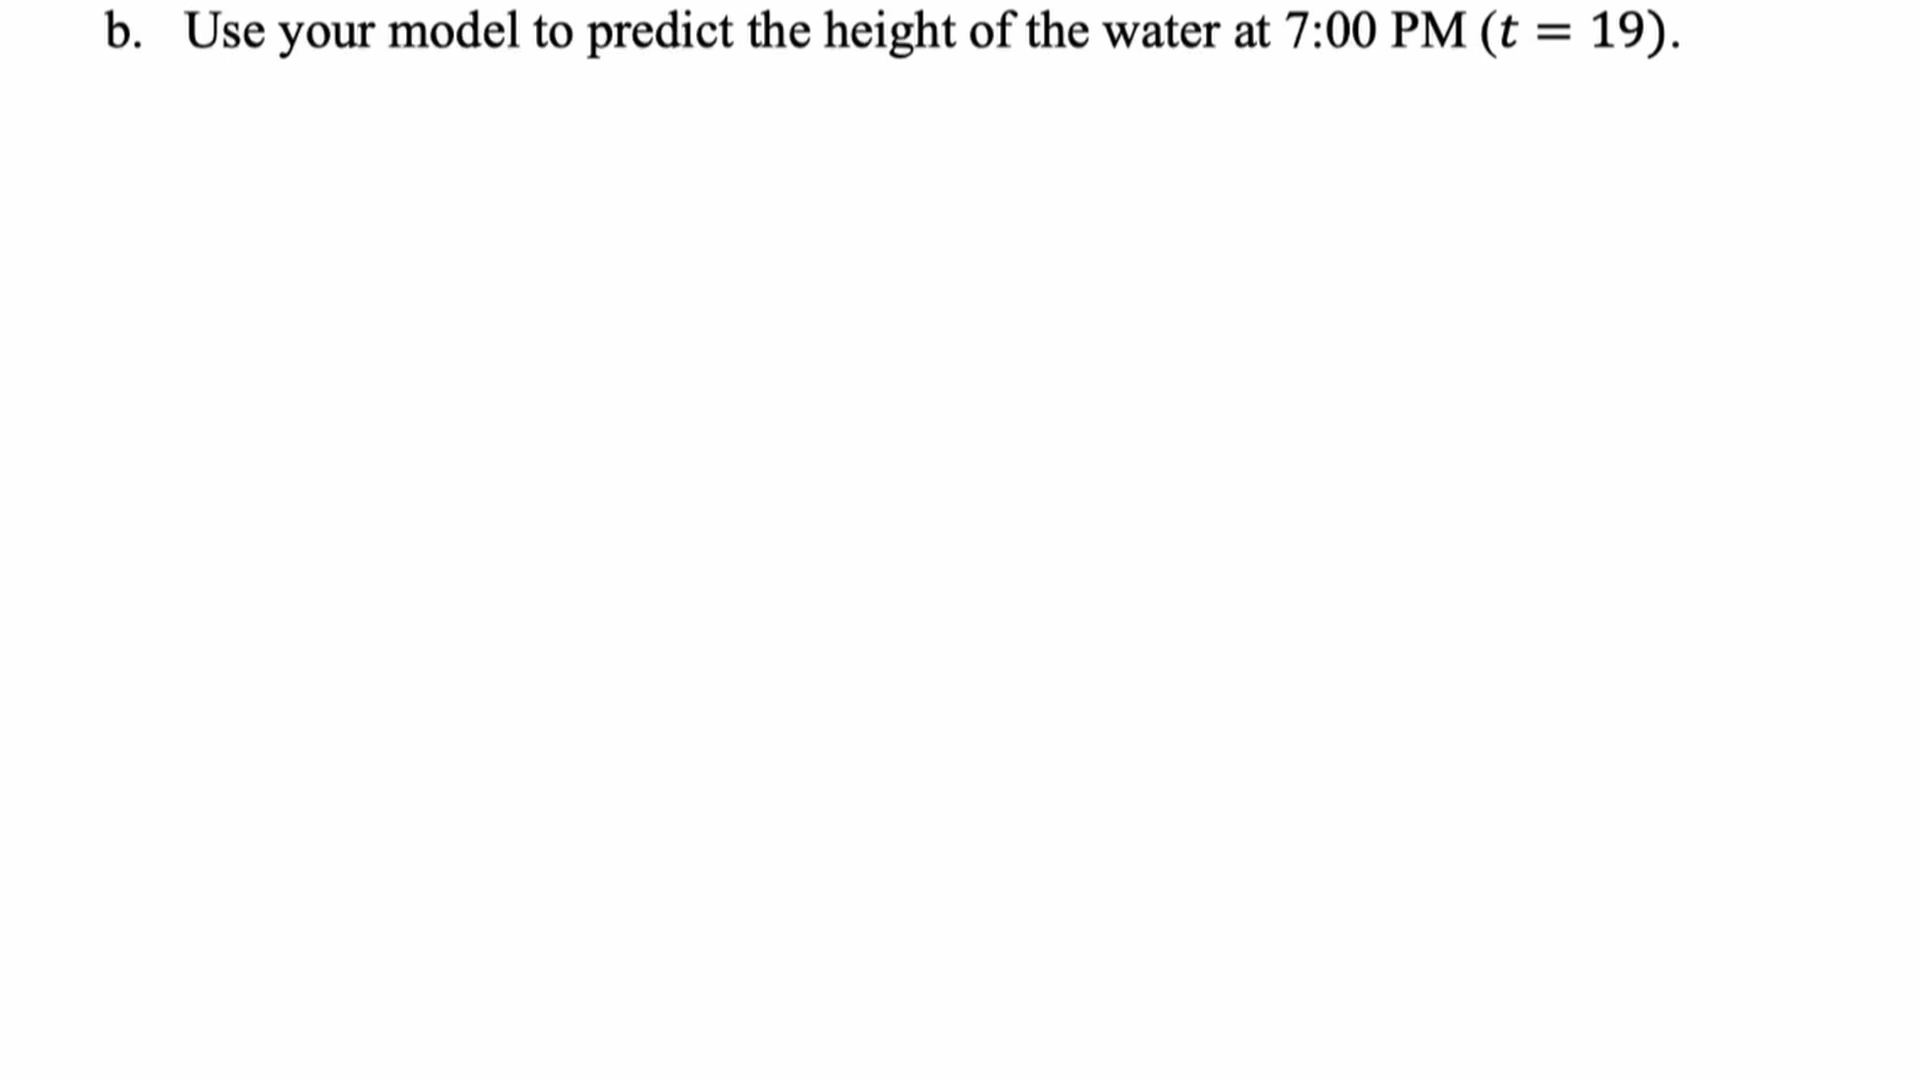 b. Use your model to predict the height of the water at 7:00 PM (t = 19).